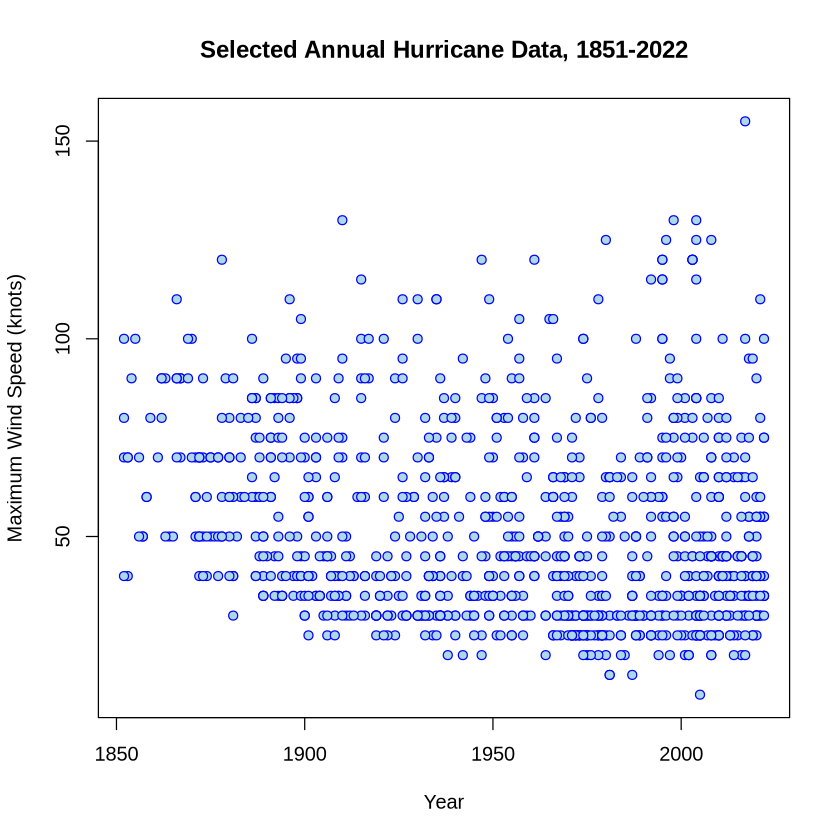 Selected Annual Hurricane Data, 1851-2022
Maximum Wind Speed (knots)
150
100
50
1850 1900 1950 2000
Year